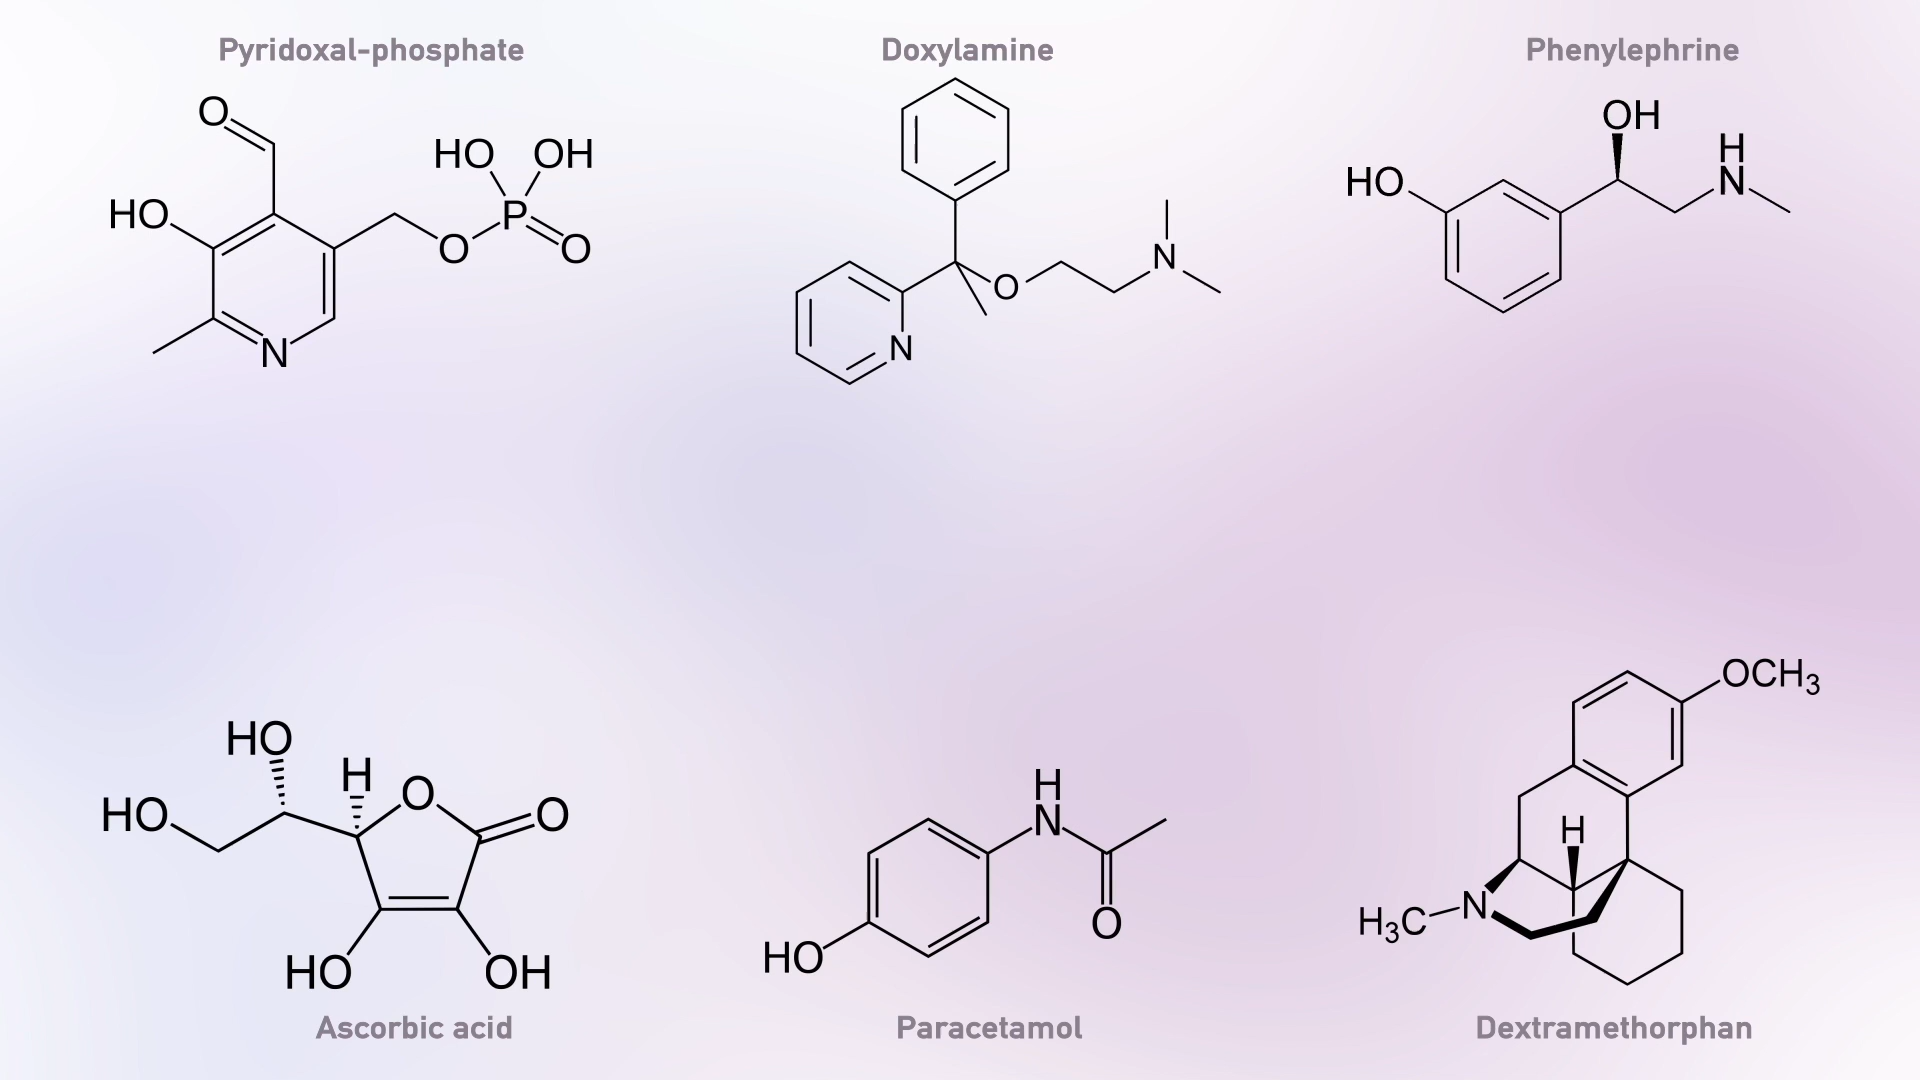 Pyridoxal-phosphate
O
HO OH
HO
P
O O
N
Doxylamine
N
O
N
Phenylephrine
OH
H
HO N
HO
H
O
HO O
HO OH
Ascorbic acid
H
N
O
HO
Paracetamol
OCH3
H
N
H3C
Dextramethorphan